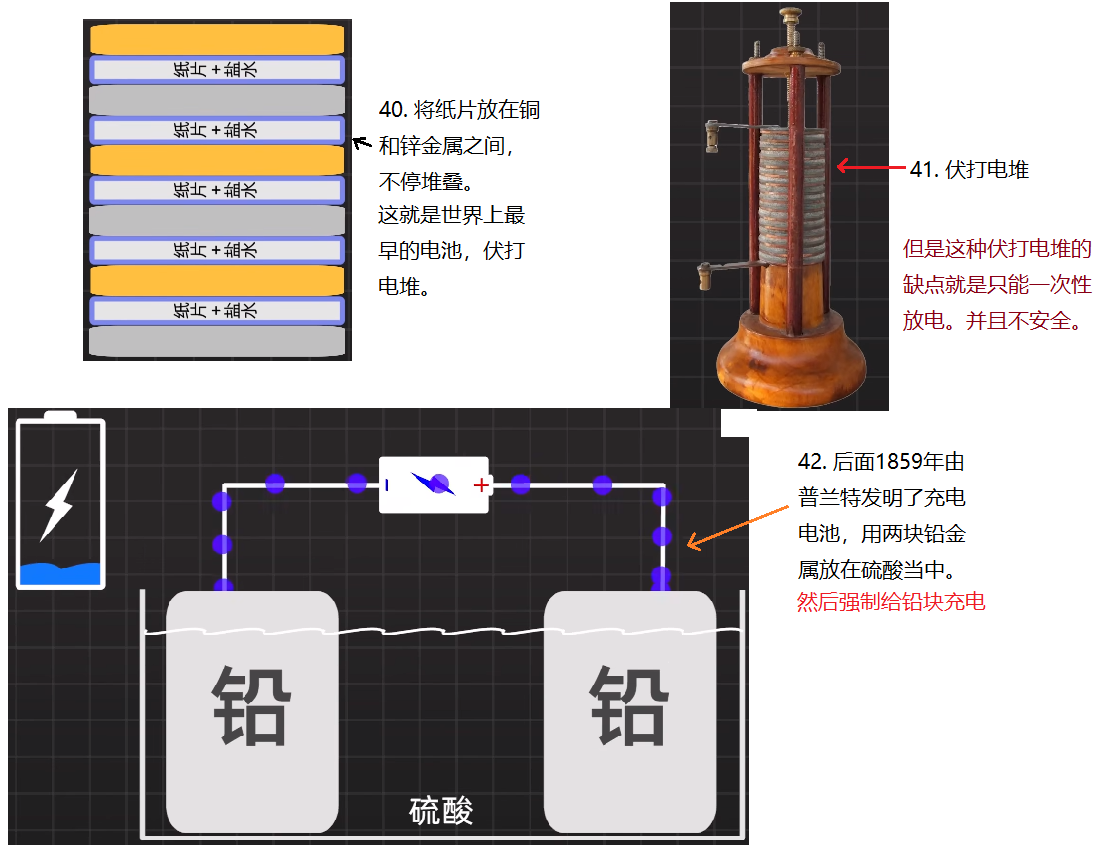 纸片+盐水
纸片+盐水
纸片+盐水
纸片+盐水
纸片+盐水
40. 将纸片放在铜
和锌金属之间，
不停堆叠。
这就是世界上最
早的电池，伏打
电堆。
41. 伏打电堆
但是这种伏打电堆的
缺点就是只能一次性
放电。并且不安全。
- +
铅
铅
硫酸
42. 后面1859年由
普兰特发明了充电
电池，用两块铅金
属放在硫酸当中。
然后强制给铅块充电